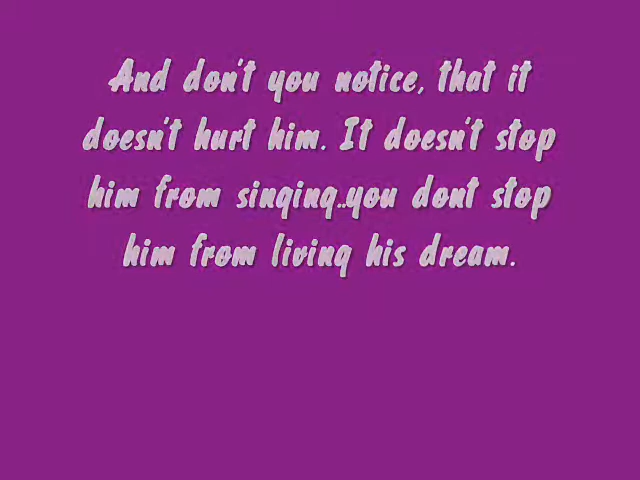 And don't you notice, that it
doesn't hurt him. It doesn't stop
him from singing..you dont stop
him from living his dream.